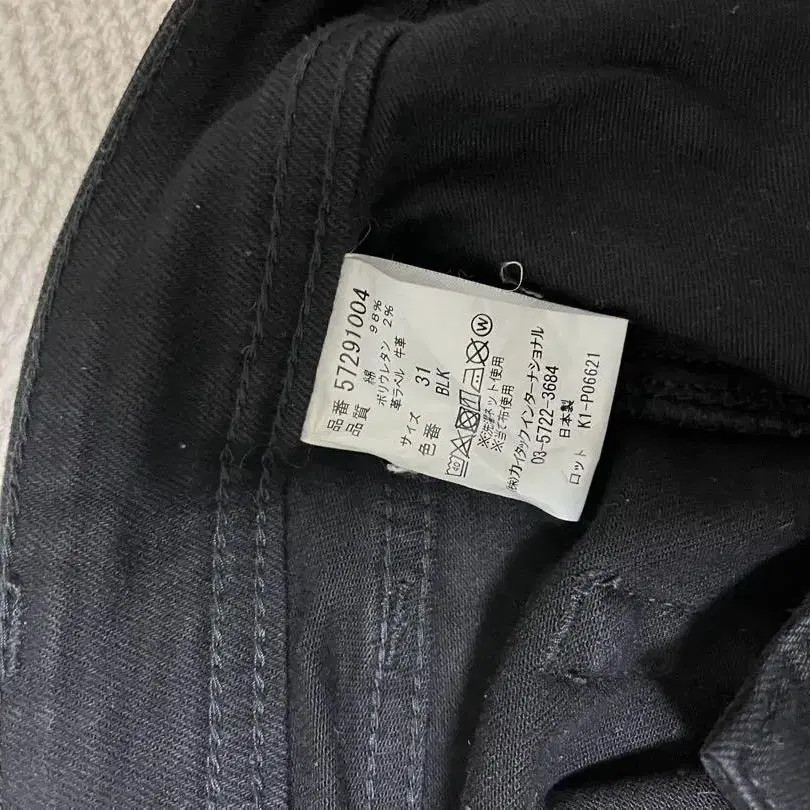 品番 57291004
品質 綿 98%
ポリウレタン 2%
革ラベル 牛革
サイズ 31
色番 BLK
40 W
※洗濯ネット使用
※当て布使用
(株)カイタックインターナショナル
03-5722-3684
日本製
ロット K1-P06621